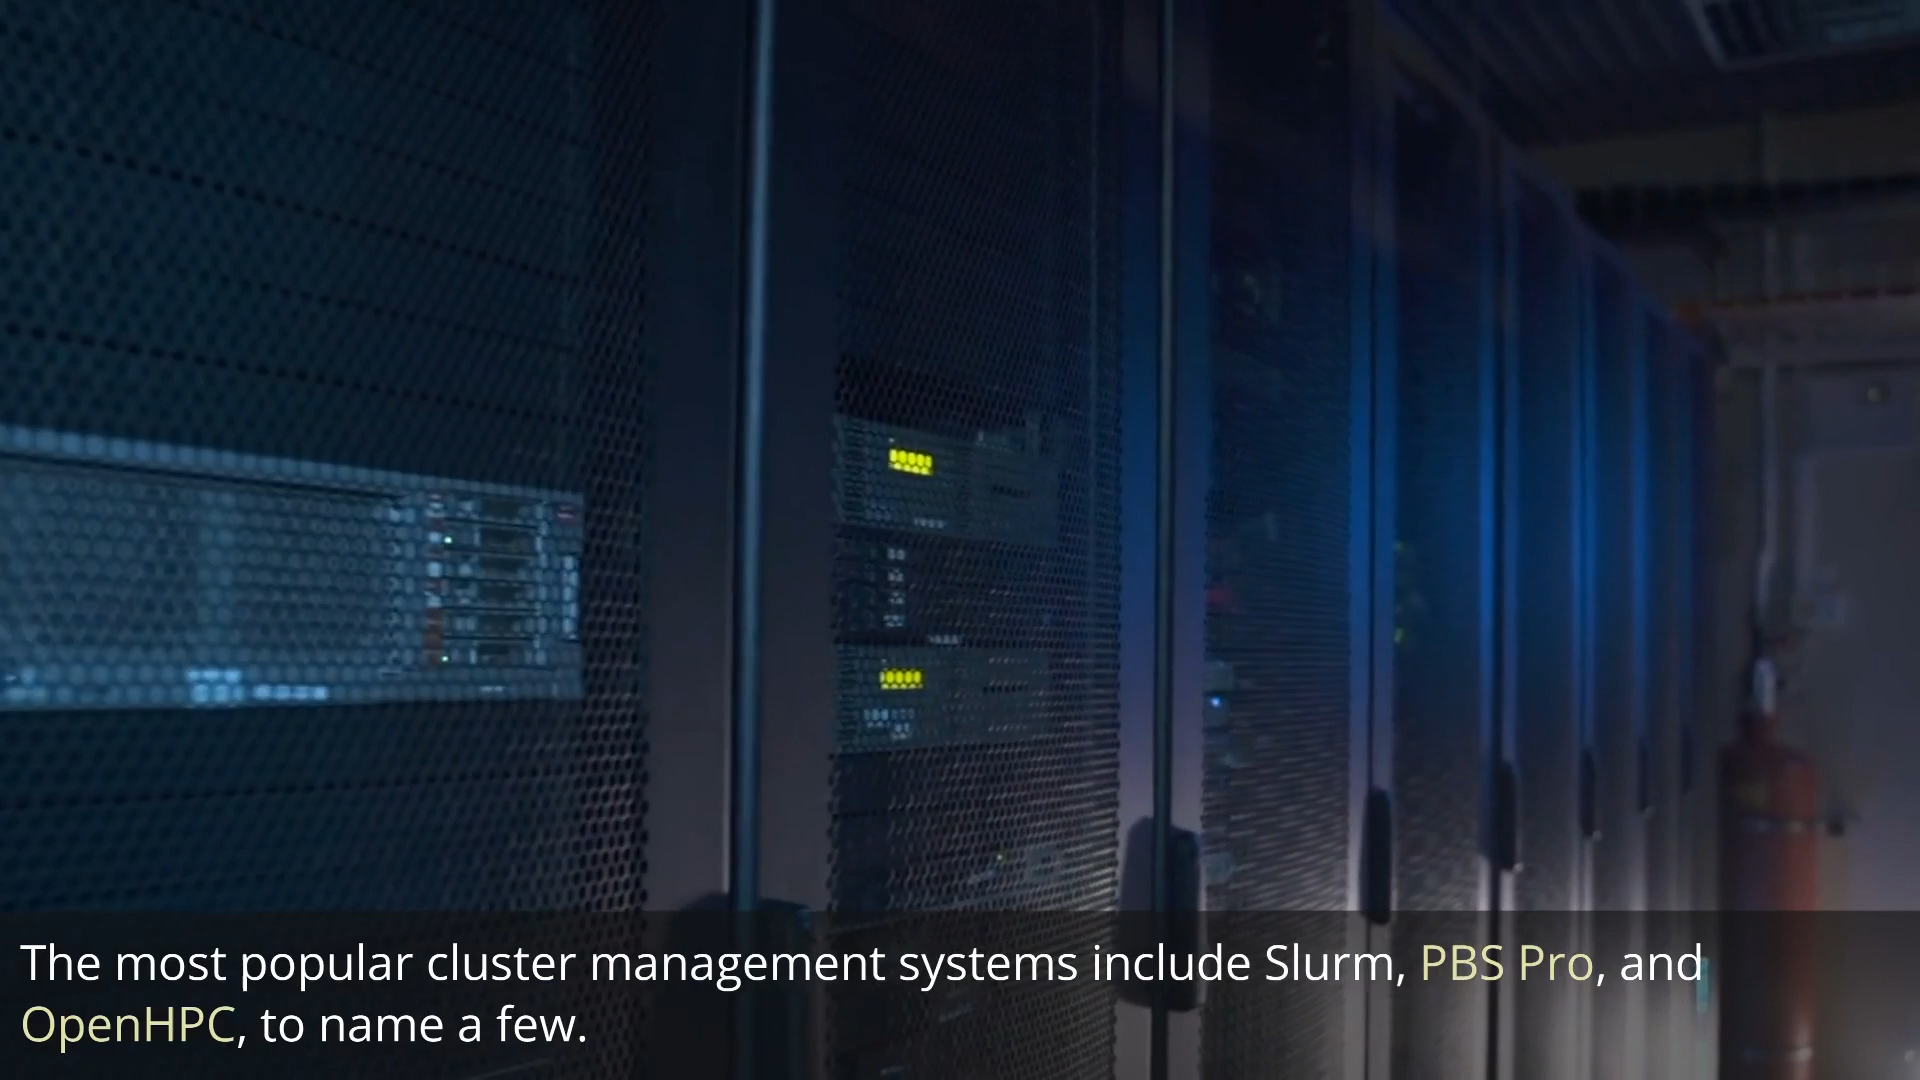 The most popular cluster management systems include Slurm, PBS Pro, and
OpenHPC, to name a few.